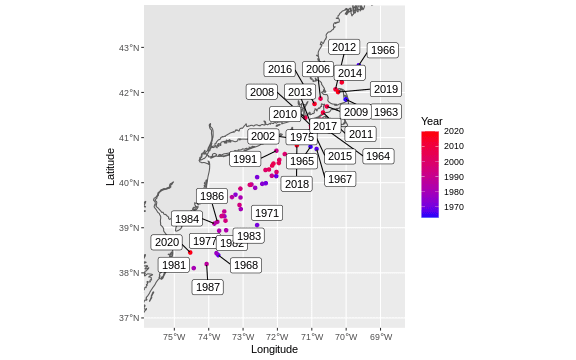 2012
1966
43°N
2016
2006
2014
2019
2008
2013
42°N
2010
2009
1963
2017
Year
2002
1975
2011
2020
41°N
1991
1965
2015
1964
2010
2000
Latitude
1967
1990
40°N
2018
1980
1986
1970
1984
1971
39°N
2020
1977
1982
1983
1981
1968
38°N
1987
37°N
75°W
74°W
73°W
72°W
71°W
70°W
69°W
Longitude